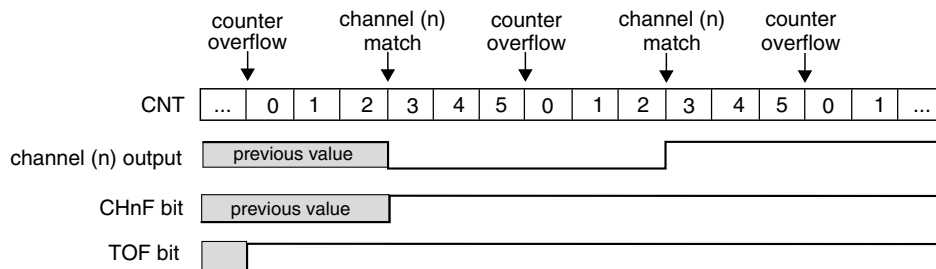 counter overflow
channel (n) match
counter overflow
channel (n) match
counter overflow
CNT ... 0 1 2 3 4 5 0 1 2 3 4 5 0 1 ...
channel (n) output previous value
CHnF bit previous value
TOF bit